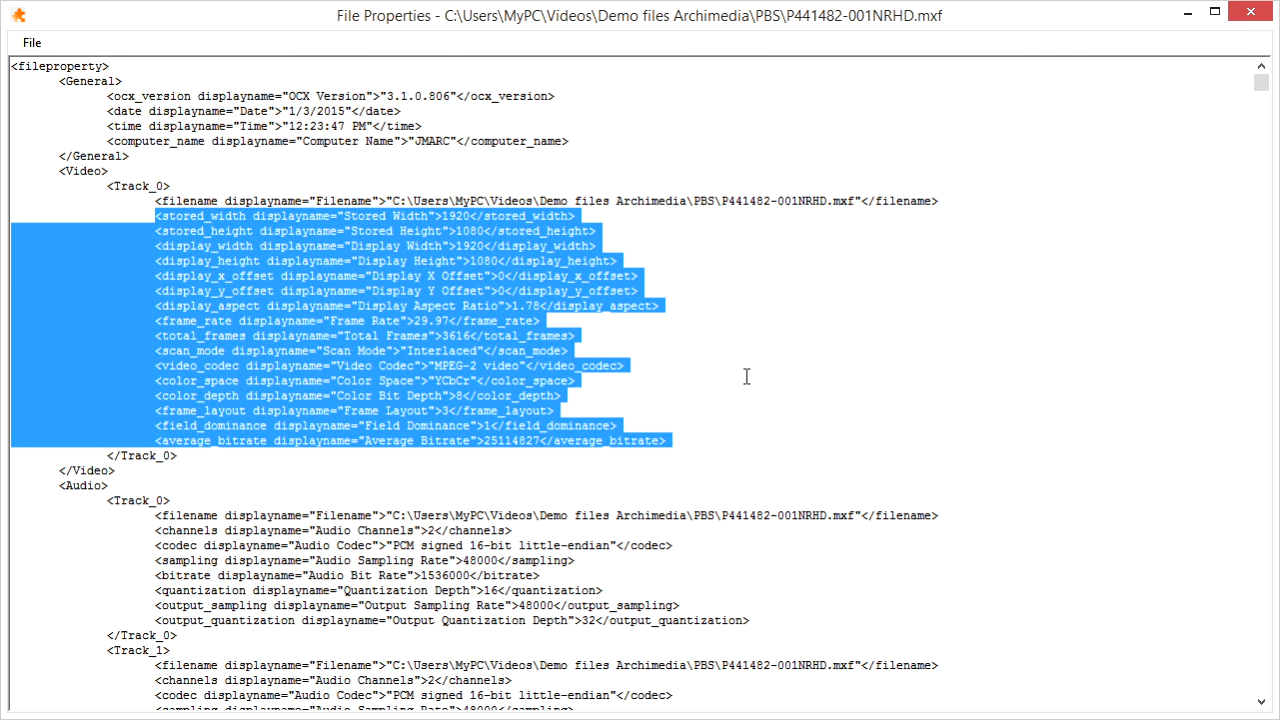 File Properties - C:\Users\MyPC\Videos\Demo files Archimedia\PBS\P441482-001NRHD.mxf
File
<fileproperty>
<General>
<ocx_version displayname="OCX Version">"3.1.0.806"</ocx_version>
<date displayname="Date">"1/3/2015"</date>
<time displayname="Time">"12:23:47 PM"</time>
<computer_name displayname="Computer Name">"JMARC"</computer_name>
</General>
<Video>
<Track_0>
<filename displayname="Filename">"C:\Users\MyPC\Videos\Demo files Archimedia\PBS\P441482-001NRHD.mxf"</filename>
<stored_width displayname="Stored Width">1920</stored_width>
<stored_height displayname="Stored Height">1080</stored_height>
<display_width displayname="Display Width">1920</display_width>
<display_height displayname="Display Height">1080</display_height>
<display_x_offset displayname="Display X Offset">0</display_x_offset>
<display_y_offset displayname="Display Y Offset">0</display_y_offset>
<display_aspect displayname="Display Aspect Ratio">1.78</display_aspect>
<frame_rate displayname="Frame Rate">29.97</frame_rate>
<total_frames displayname="Total Frames">3616</total_frames>
<scan_mode displayname="Scan Mode">"Interlaced"</scan_mode>
<video_codec displayname="Video Codec">"MPEG-2 video"</video_codec>
<color_space displayname="Color Space">"YCbCr"</color_space>
<color_depth displayname="Color Bit Depth">8</color_depth>
<frame_layout displayname="Frame Layout">3</frame_layout>
<field_dominance displayname="Field Dominance">1</field_dominance>
<average_bitrate displayname="Average Bitrate">25114827</average_bitrate>
</Track_0>
</Video>
<Audio>
<Track_0>
<filename displayname="Filename">"C:\Users\MyPC\Videos\Demo files Archimedia\PBS\P441482-001NRHD.mxf"</filename>
<channels displayname="Audio Channels">2</channels>
<codec displayname="Audio Codec">"PCM signed 16-bit little-endian"</codec>
<sampling displayname="Audio Sampling Rate">48000</sampling>
<bitrate displayname="Audio Bit Rate">1536000</bitrate>
<quantization displayname="Quantization Depth">16</quantization>
<output_sampling displayname="Output Sampling Rate">48000</output_sampling>
<output_quantization displayname="Output Quantization Depth">32</output_quantization>
</Track_0>
<Track_1>
<filename displayname="Filename">"C:\Users\MyPC\Videos\Demo files Archimedia\PBS\P441482-001NRHD.mxf"</filename>
<channels displayname="Audio Channels">2</channels>
<codec displayname="Audio Codec">"PCM signed 16-bit little-endian"</codec>
<sampling displayname="Audio Sampling Rate">48000</sampling>